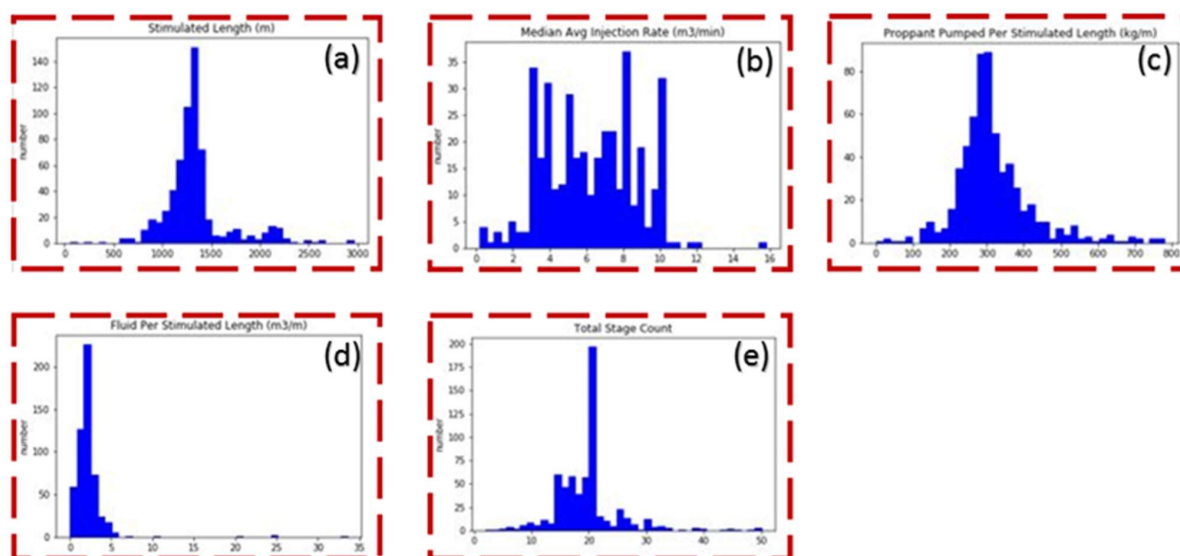 Stimulated Length (m)
(a)
number
140
120
100
80
60
40
20
0
0 500 1000 1500 2000 2500 3000
Median Avg Injection Rate (m3/min)
(b)
number
35
30
25
20
15
10
5
0
0 2 4 6 8 10 12 14 16
Proppant Pumped Per Stimulated Length (kg/m)
(c)
80
60
40
20
0
0 100 200 300 400 500 600 700 800
Fluid Per Stimulated Length (m3/m)
(d)
number
200
150
100
50
0
0 5 10 15 20 25 30 35
Total Stage Count
(e)
number
200
175
150
125
100
75
50
25
0
10 20 30 40 50